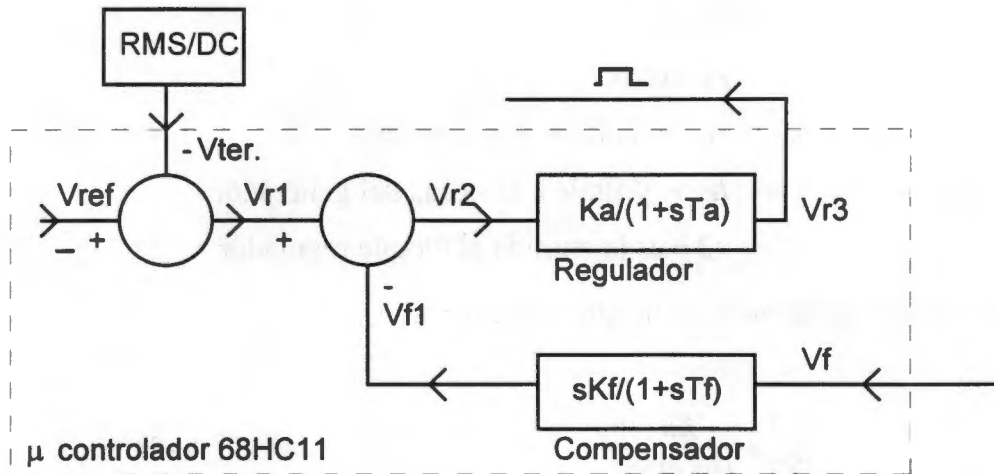 RMS/DC
- Vter.
Vref
+
-
Vr1
+
Vr2
Ka/(1+sTa)
Vr3
Regulador
-
Vf1
sKf/(1+sTf)
Vf
Compensador
μ controlador 68HC11